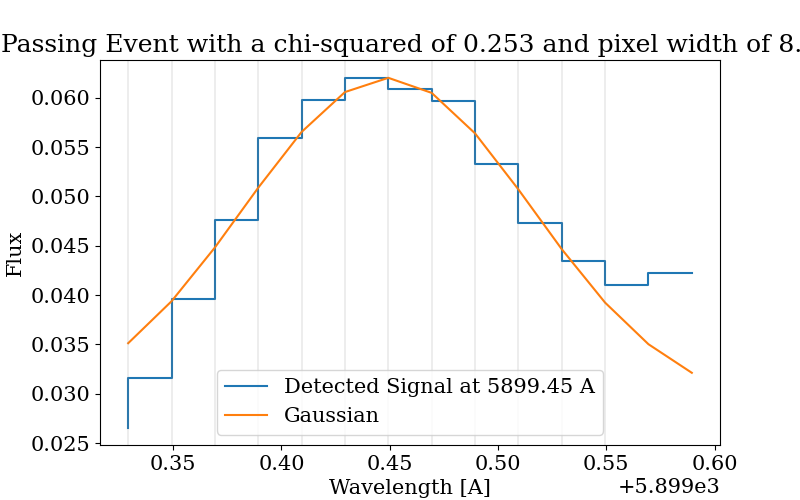 Passing Event with a chi-squared of 0.253 and pixel width of 8.
0.060
0.055
0.050
0.045
0.040
0.035
0.030
0.025
Flux
Detected Signal at 5899.45 A
Gaussian
0.35 0.40 0.45 0.50 0.55 0.60
Wavelength [A]
+5.899e3